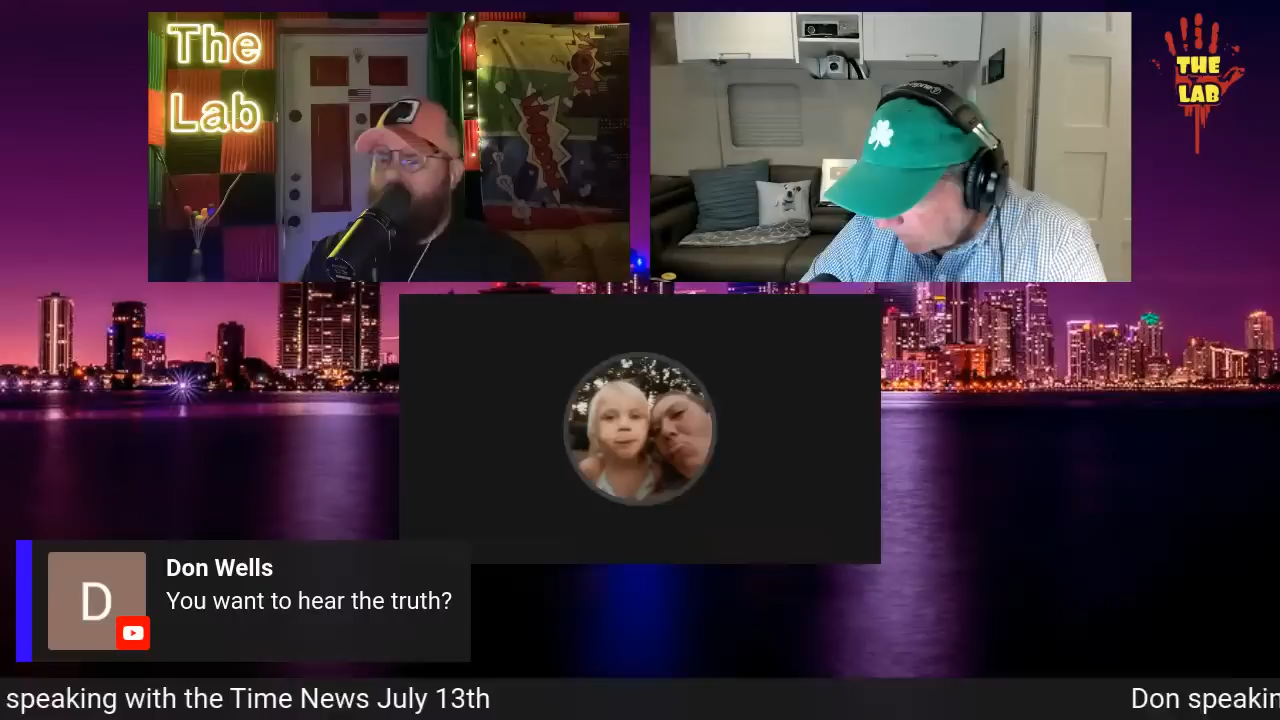 The
Lab
THE
LAB
D
Don Wells
You want to hear the truth?
speaking with the Time News July 13th
Don speakin